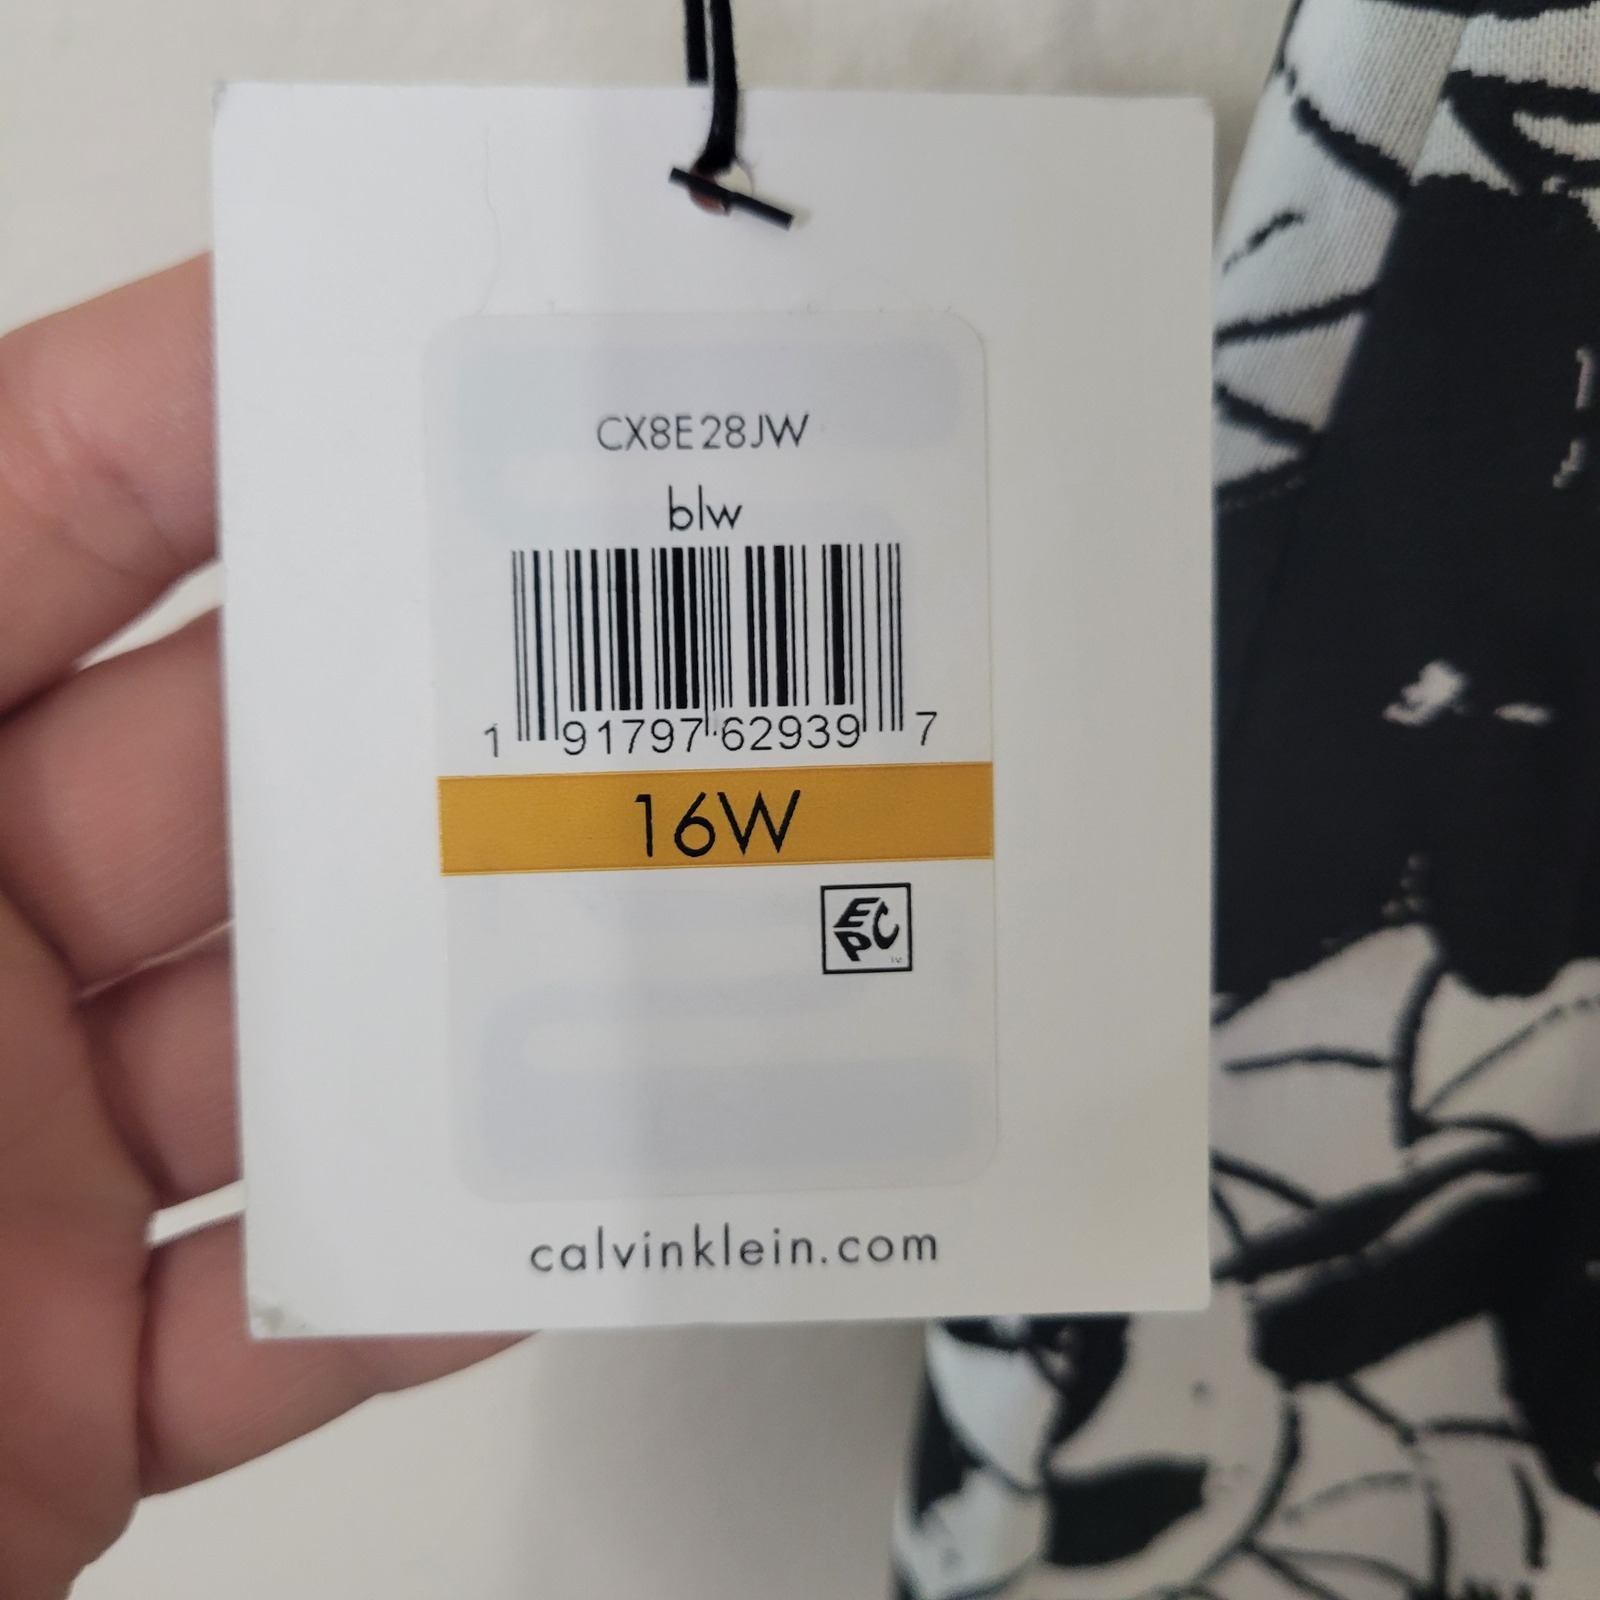 CX8E28JW
blw
1 91797 62939 7
16W
EPC
calvinklein.com